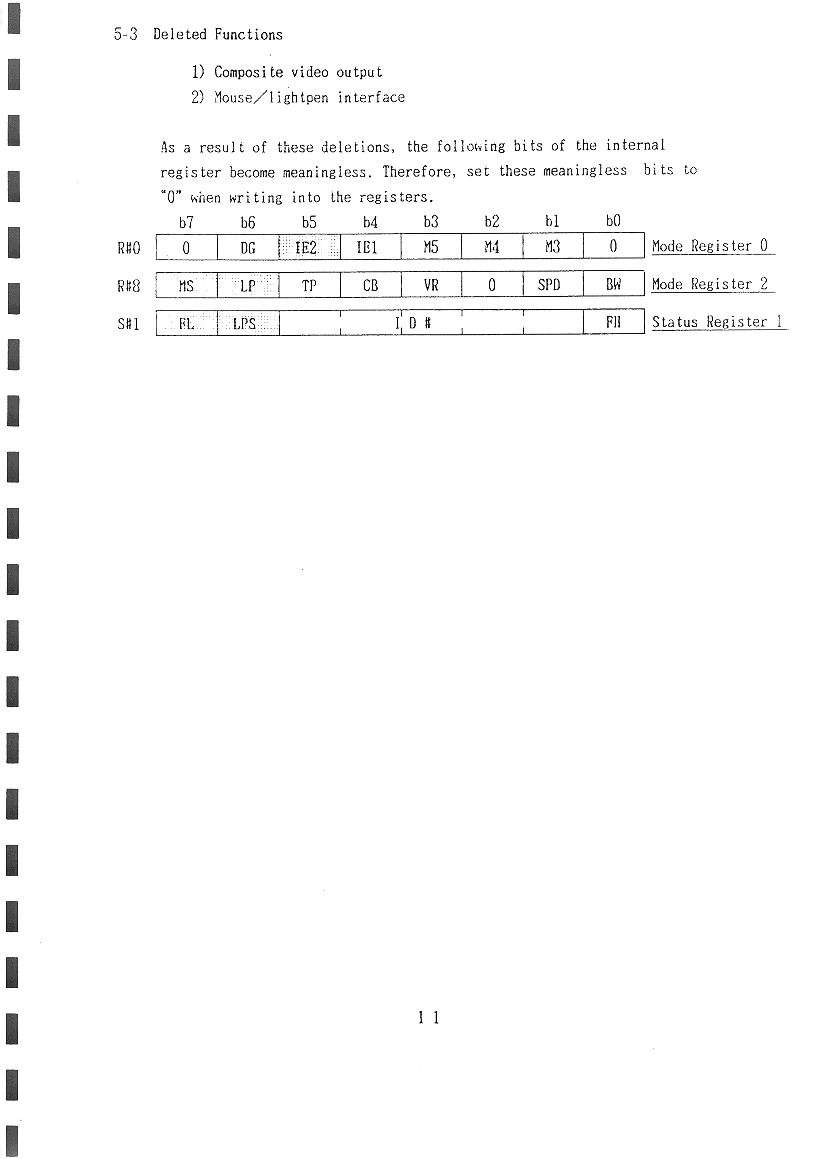 5-3 Deleted Functions
1) Composite video output
2) Mouse/lightpen interface
As a result of these deletions, the following bits of the internal
register become meaningless. Therefore, set these meaningless bits to
"0" when writing into the registers.
b7 b6 b5 b4 b3 b2 b1 b0
R#0 0 DG IE2 IE1 M5 M4 M3 0 Mode Register 0
R#8 MS LP TP CB VR 0 SPD BW Mode Register 2
S#1 FL LPS I D # FH Status Register 1
1 1